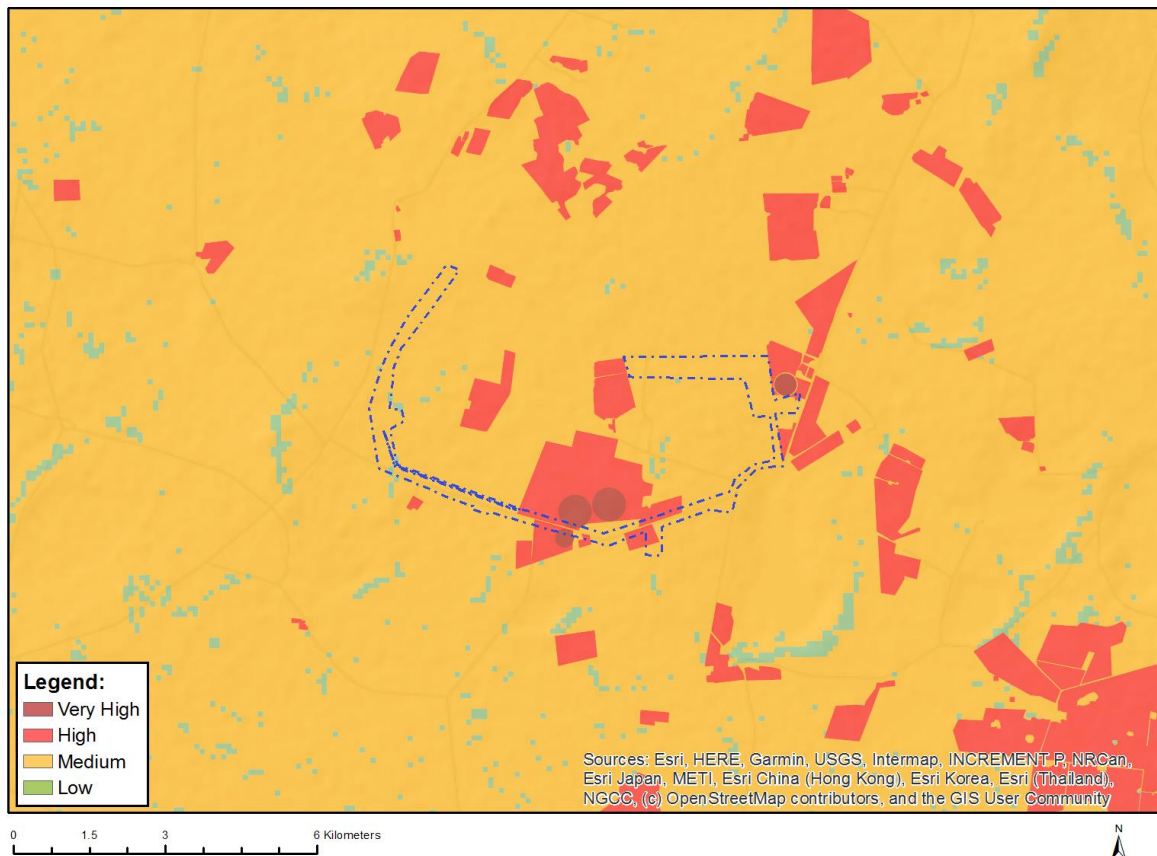 Legend:
Very High
High
Medium
Low
Sources: Esri, HERE, Garmin, USGS, Intermap, INCREMENT P, NRCan,
Esri Japan, METI, Esri China (Hong Kong), Esri Korea, Esri (Thailand),
NGCC, (c) OpenStreetMap contributors, and the GIS User Community
0 1.5 3 6 Kilometers
N